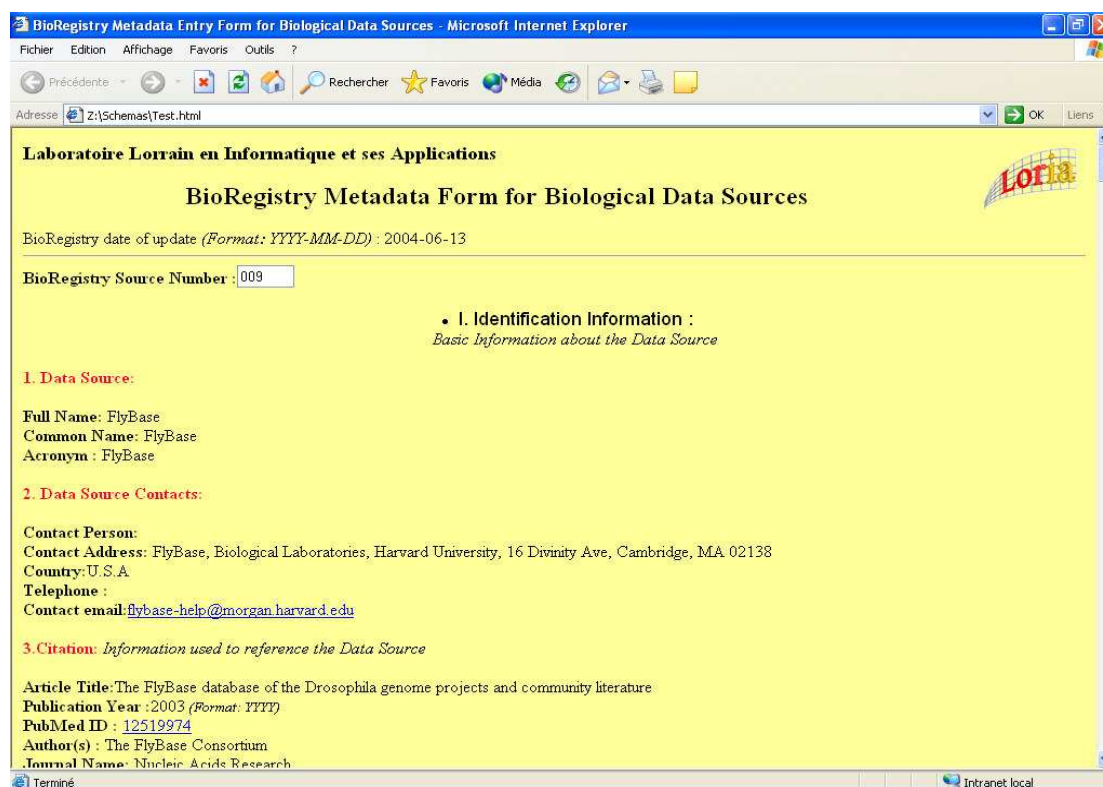 BioRegistry Metadata Entry Form for Biological Data Sources - Microsoft Internet Explorer
Fichier Edition Affichage Favoris Outils ?
Précédente Rechercher Favoris Média
Adresse Z:\Schemas\Test.html OK Liens
Laboratoire Lorrain en Informatique et ses Applications
Loria
BioRegistry Metadata Form for Biological Data Sources
BioRegistry date of update (Format: YYYY-MM-DD) : 2004-06-13
BioRegistry Source Number : 009
• I. Identification Information :
Basic Information about the Data Source
1. Data Source:
Full Name: FlyBase
Common Name: FlyBase
Acronym : FlyBase
2. Data Source Contacts:
Contact Person:
Contact Address: FlyBase, Biological Laboratories, Harvard University, 16 Divinity Ave, Cambridge, MA 02138
Country:U.S.A
Telephone :
Contact email:flybase-help@morgan.harvard.edu
3.Citation: Information used to reference the Data Source
Article Title:The FlyBase database of the Drosophila genome projects and community literature
Publication Year :2003 (Format: YYYY)
PubMed ID : 12519974
Author(s) : The FlyBase Consortium
Journal Name: Nucleic Acids Research
Terminé Intranet local